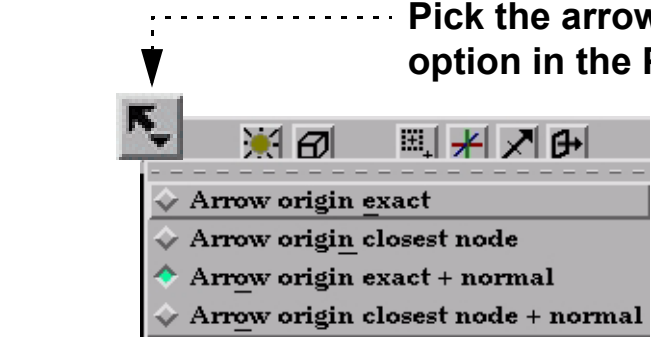 Pick the arrow
option in the
Arrow origin exact
Arrow origin closest node
Arrow origin exact + normal
Arrow origin closest node + normal